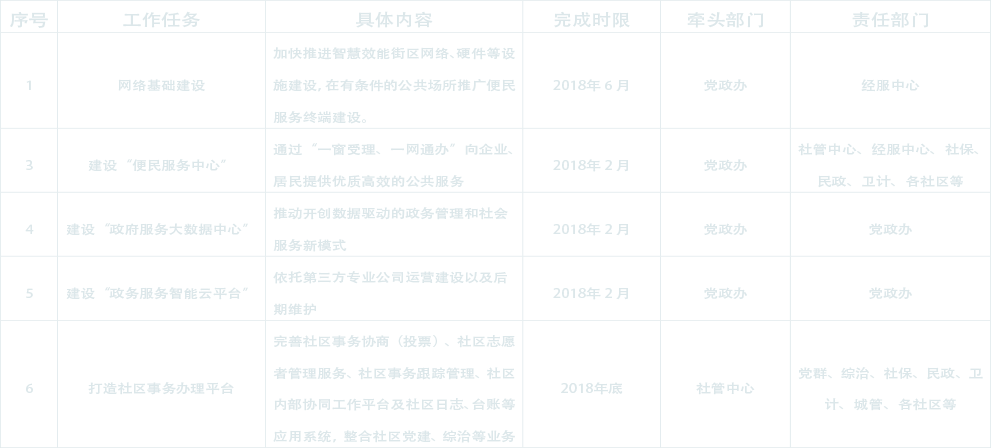 序号 工作任务 具体内容 完成时限 牵头部门 责任部门
1 网络基础建设 加快推进智慧效能街区网络、硬件等设施建设,在有条件的公共场所推广便民服务终端建设。 2018年6月 党政办 经服中心
3 建设“便民服务中心” 通过“一窗受理、一网通办”向企业、居民提供优质高效的公共服务 2018年2月 党政办 社管中心、经服中心、社保、民政、卫计、各社区等
4 建设“政府服务大数据中心” 推动开创数据驱动的政务管理和社会服务新模式 2018年2月 党政办 党政办
5 建设“政务服务智能云平台” 依托第三方专业公司运营建设以及后期维护 2018年2月 党政办 党政办
6 打造社区事务办理平台 完善社区事务协商(投票)、社区志愿者管理服务、社区事务跟踪管理、社区内部协同工作平台及社区日志、台账等应用系统,整合社区党建、综治等业务 2018年底 社管中心 党群、综治、社保、民政、卫计、城管、各社区等